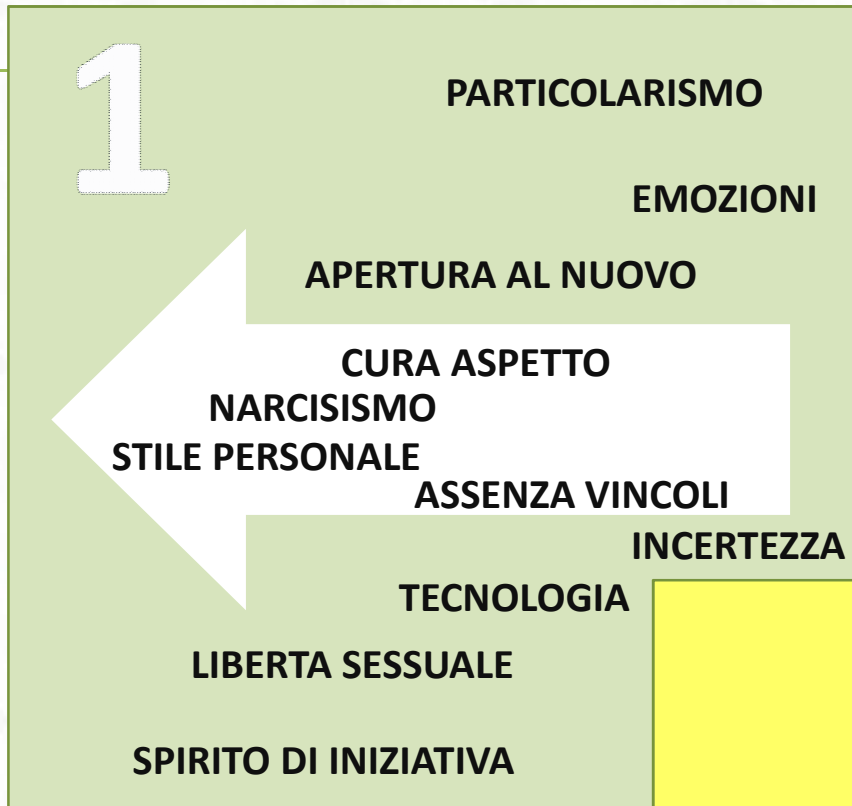 1
PARTICOLARISMO
EMOZIONI
APERTURA AL NUOVO
CURA ASPETTO
NARCISISMO
STILE PERSONALE
ASSENZA VINCOLI
INCERTEZZA
TECNOLOGIA
LIBERTA SESSUALE
SPIRITO DI INIZIATIVA